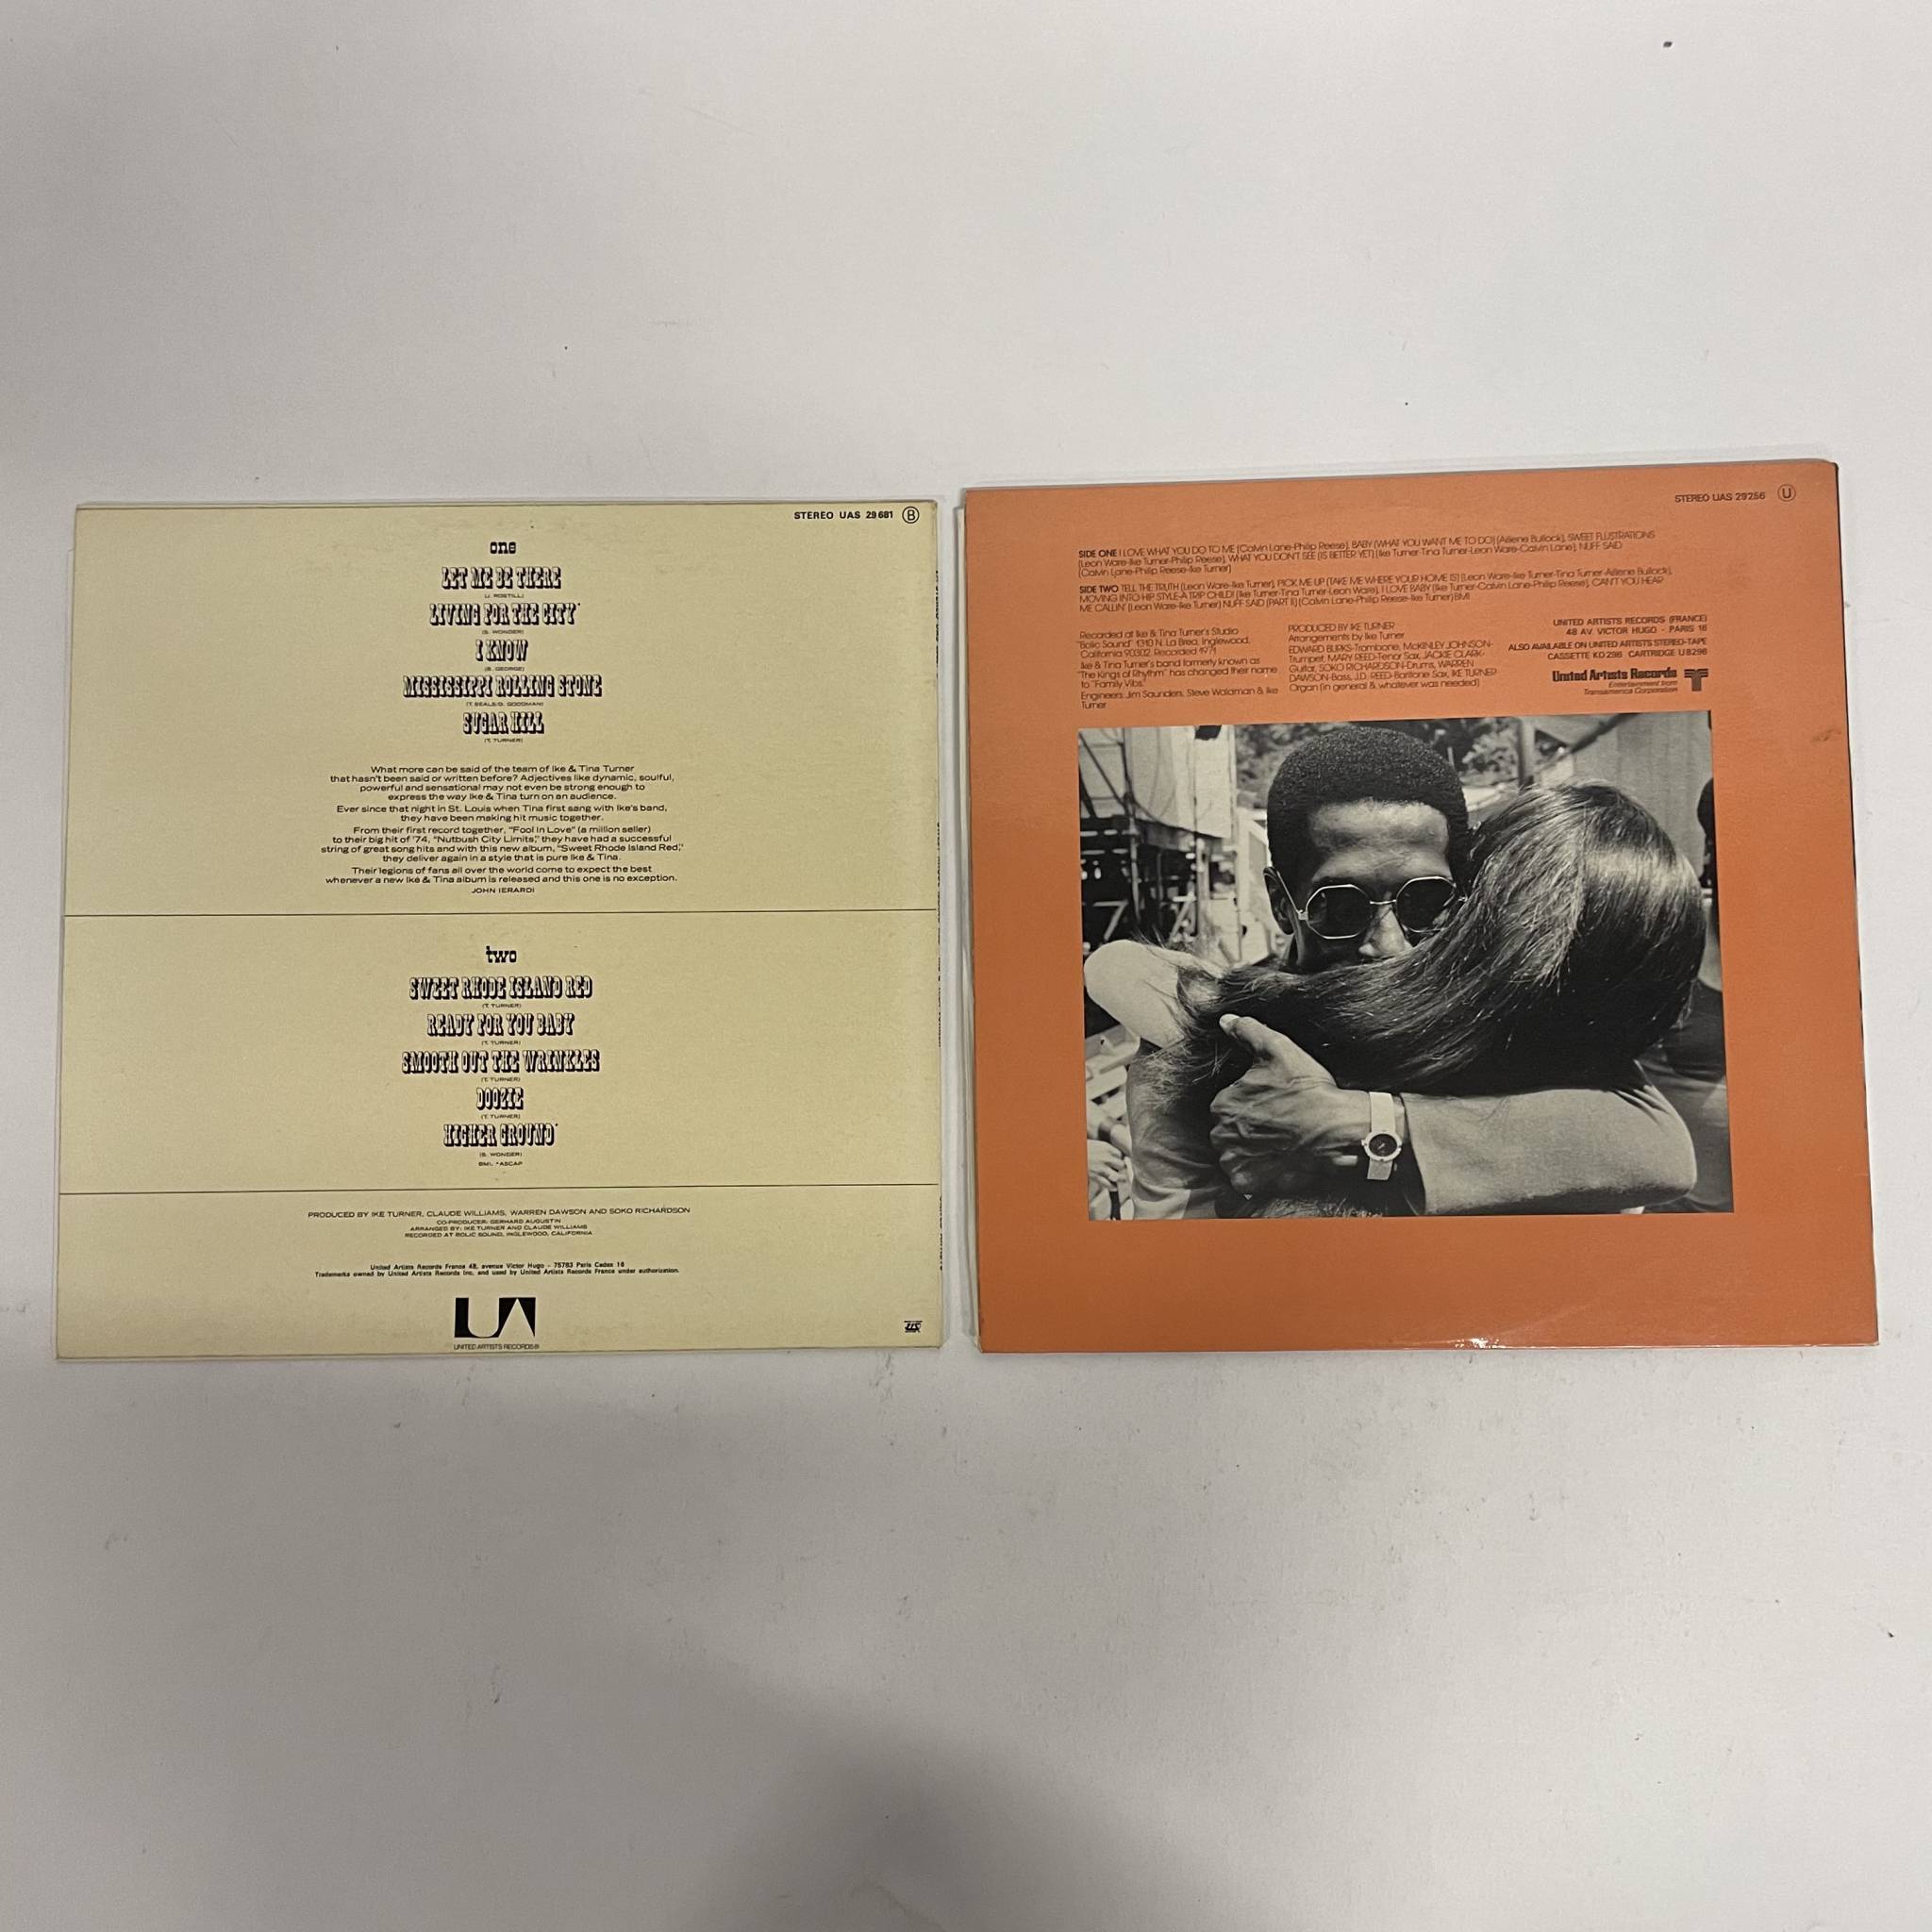 STEREO UAS 29681 B
one
LET ME BE THERE
(J. ROSTILL)
LIVING FOR THE CITY*
(S. WONDER)
I KNOW
(B. GEORGE)
MISSISSIPPI ROLLING STONE
(T. SEALS/D. GOODMAN)
SUGAR HILL
(T. TURNER)
What more can be said of the team of Ike & Tina Turner
that hasn't been said or written before? Adjectives like dynamic, soulful,
powerful and sensational may not even be strong enough to
express the way Ike & Tina turn on an audience.
Ever since that night in St. Louis when Tina first sang with Ike's band,
they have been making hit music together.
From their first record together, "Fool In Love" (a million seller)
to their big hit of '74, "Nutbush City Limits," they have had a successful
string of great song hits and with this new album, "Sweet Rhode Island Red,"
they deliver again in a style that is pure Ike & Tina.
Their legions of fans all over the world come to expect the best
whenever a new Ike & Tina album is released and this one is no exception.
JOHN IERARDI
two
SWEET RHODE ISLAND RED
(T. TURNER)
READY FOR YOU BABY
(T. TURNER)
SMOOTH OUT THE WRINKLES
(T. TURNER)
DOOZIE
(T. TURNER)
HIGHER GROUND*
(S. WONDER)
BMI, *ASCAP
PRODUCED BY IKE TURNER, CLAUDE WILLIAMS, WARREN DAWSON AND SOKO RICHARDSON
CO-PRODUCER: GERHARD AUGUSTIN
ARRANGED BY: IKE TURNER AND CLAUDE WILLIAMS
RECORDED AT BOLIC SOUND, INGLEWOOD, CALIFORNIA
United Artists Records France 48, avenue Victor Hugo - 75783 Paris Cedex 16
Trademarks owned by United Artists Records Inc. and used by United Artists Records France under authorization.
UA
UNITED ARTISTS RECORDS
STEREO UAS 29256 U
SIDE ONE I LOVE WHAT YOU DO TO ME (Calvin Lane-Philip Reese), BABY (WHAT YOU WANT ME TO DO) (Aillene Bullock), SWEET FLUSTRATIONS
(Leon Ware-Ike Turner-Philip Reese), WHAT YOU DON'T SEE (IS BETTER YET) (Ike Turner-Tina Turner-Leon Ware-Calvin Lane), NUFF SAID
(Calvin Lane-Philip Reese-Ike Turner)
SIDE TWO TELL THE TRUTH (Leon Ware-Ike Turner), PICK ME UP (TAKE ME WHERE YOUR HOME IS) (Leon Ware-Ike Turner-Tina Turner-Aillene Bullock),
MOVING INTO HIP STYLE-A TRIP CHILD! (Ike Turner-Tina Turner-Leon Ware), I LOVE BABY (Ike Turner-Calvin Lane-Philip Reese), CAN'T YOU HEAR
ME CALLIN' (Leon Ware-Ike Turner) NUFF SAID (PART II) (Calvin Lane-Philip Reese-Ike Turner) BMI
Recorded at Ike & Tina Turner's Studio
"Bolic Sound" 1310 N. La Brea, Inglewood,
California 90302. Recorded 1971
Ike & Tina Turner's band formerly known as
"The Kings of Rhythm" has changed their name
to "Family Vibs."
Engineers: Jim Saunders, Steve Waldman & Ike
Turner
PRODUCED BY IKE TURNER
Arrangements by Ike Turner
EDWARD BURKS-Trombone, McKINLEY JOHNSON-
Trumpet, MARY REED-Tenor Sax, JACKIE CLARK-
Guitar, SOKO RICHARDSON-Drums, WARREN
DAWSON-Bass, J.D. REED-Baritone Sax, IKE TURNER
Organ (in general & whatever was needed)
UNITED ARTISTS RECORDS (FRANCE)
48 AV. VICTOR HUGO - PARIS 16
ALSO AVAILABLE ON UNITED ARTISTS STEREO-TAPE
CASSETTE KD 296 CARTRIDGE U 8296
United Artists Records
Entertainment from
Transamerica Corporation